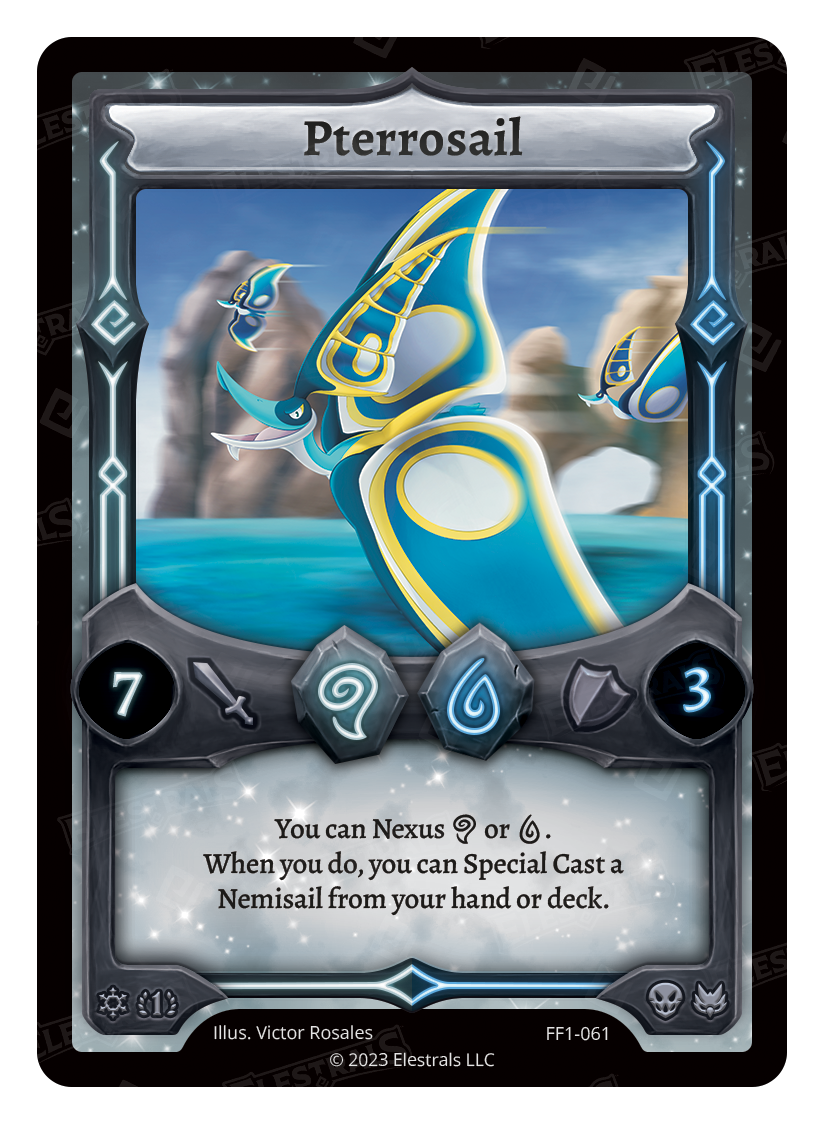 Pterrosail
7
3
You can Nexus or .
When you do, you can Special Cast a
Nemisail from your hand or deck.
1
Illus. Victor Rosales
FF1-061
© 2023 Elestrals LLC